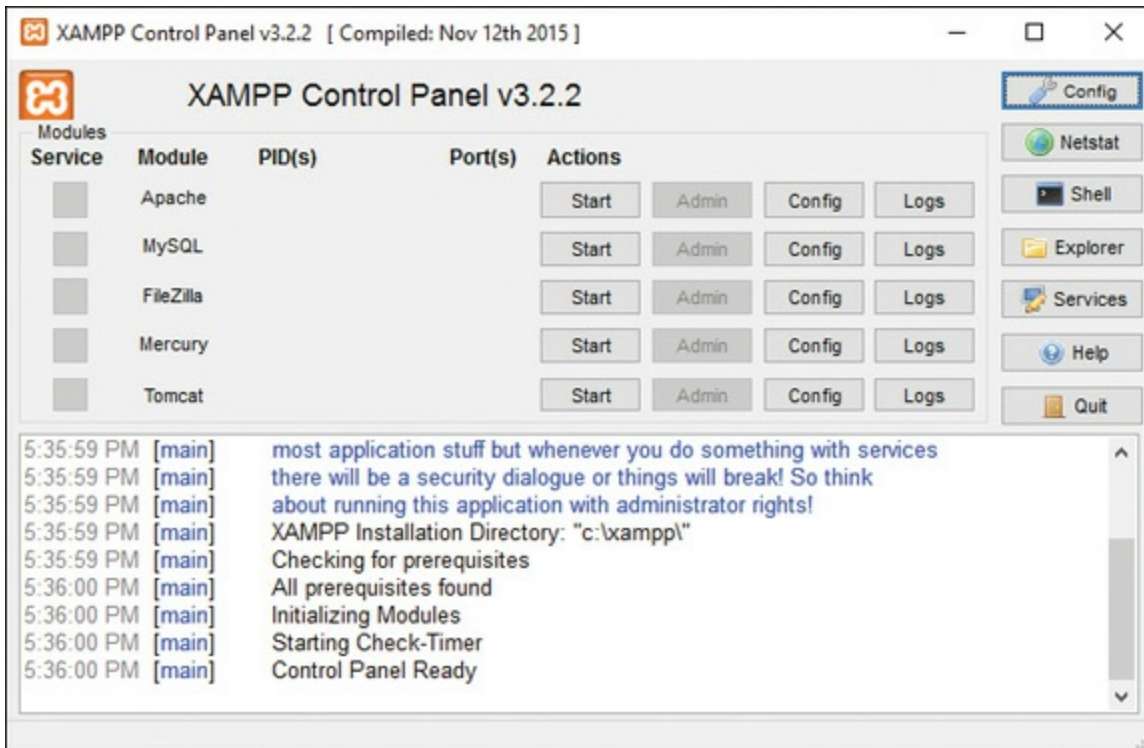 XAMPP Control Panel v3.2.2 [ Compiled: Nov 12th 2015 ]
XAMPP Control Panel v3.2.2
Config
Modules
Netstat
Service Module PID(s) Port(s) Actions
Apache Start Admin Config Logs
Shell
MySQL Start Admin Config Logs
Explorer
FileZilla Start Admin Config Logs
Services
Mercury Start Admin Config Logs
Help
Tomcat Start Admin Config Logs
Quit
5:35:59 PM [main] most application stuff but whenever you do something with services
5:35:59 PM [main] there will be a security dialogue or things will break! So think
5:35:59 PM [main] about running this application with administrator rights!
5:35:59 PM [main] XAMPP Installation Directory: "c:\xampp\"
5:35:59 PM [main] Checking for prerequisites
5:36:00 PM [main] All prerequisites found
5:36:00 PM [main] Initializing Modules
5:36:00 PM [main] Starting Check-Timer
5:36:00 PM [main] Control Panel Ready